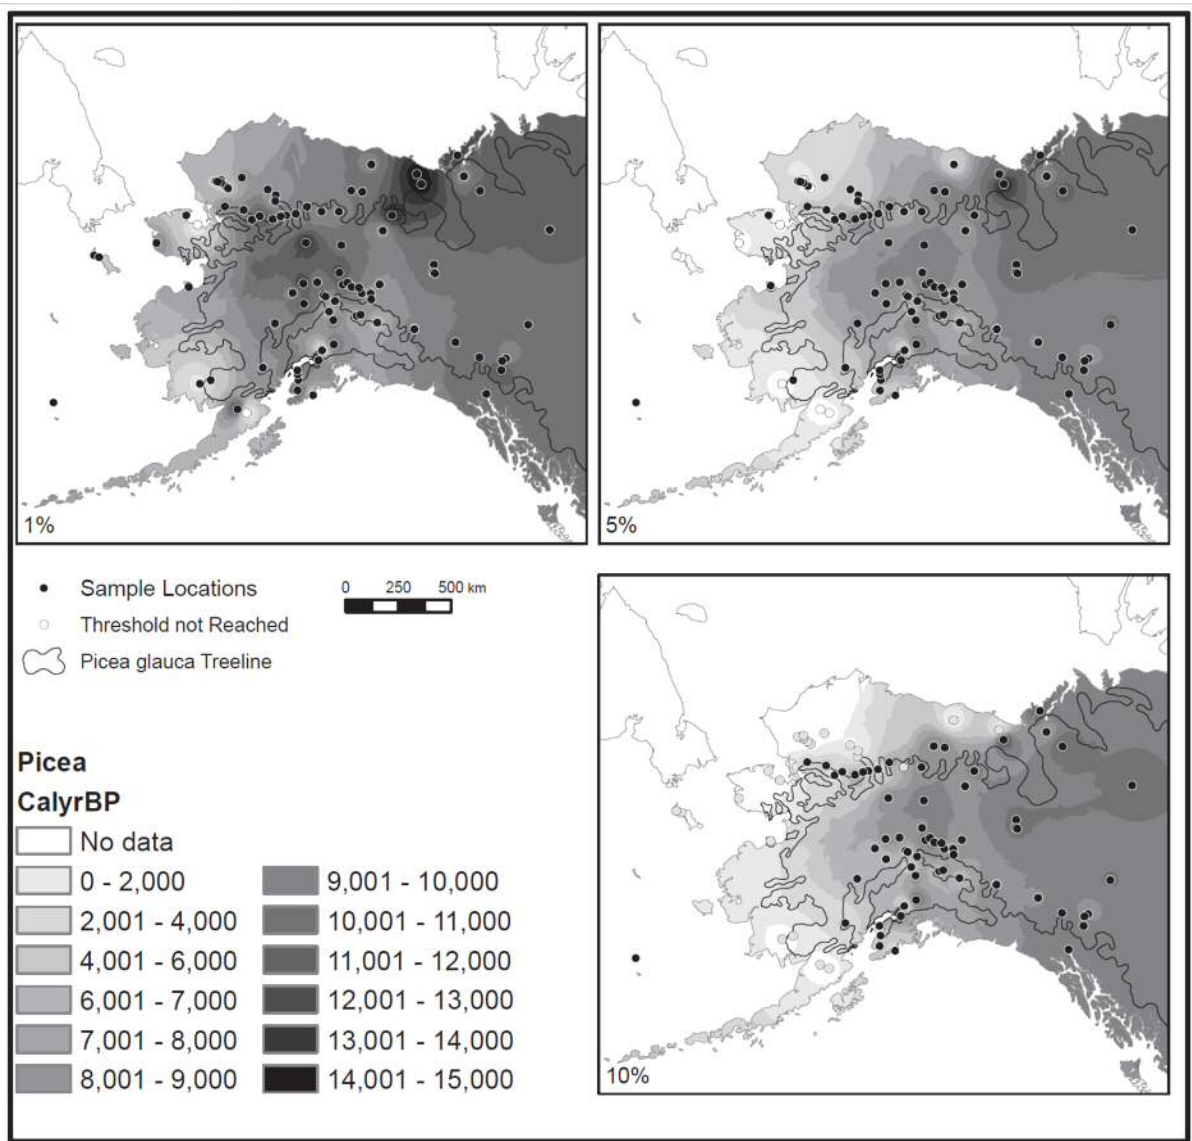 1%
5%
Sample Locations
0 250 500 km
Threshold not Reached
Picea glauca Treeline
Picea
CalyrBP
No data
0 - 2,000
2,001 - 4,000
4,001 - 6,000
6,001 - 7,000
7,001 - 8,000
8,001 - 9,000
9,001 - 10,000
10,001 - 11,000
11,001 - 12,000
12,001 - 13,000
13,001 - 14,000
14,001 - 15,000
10%